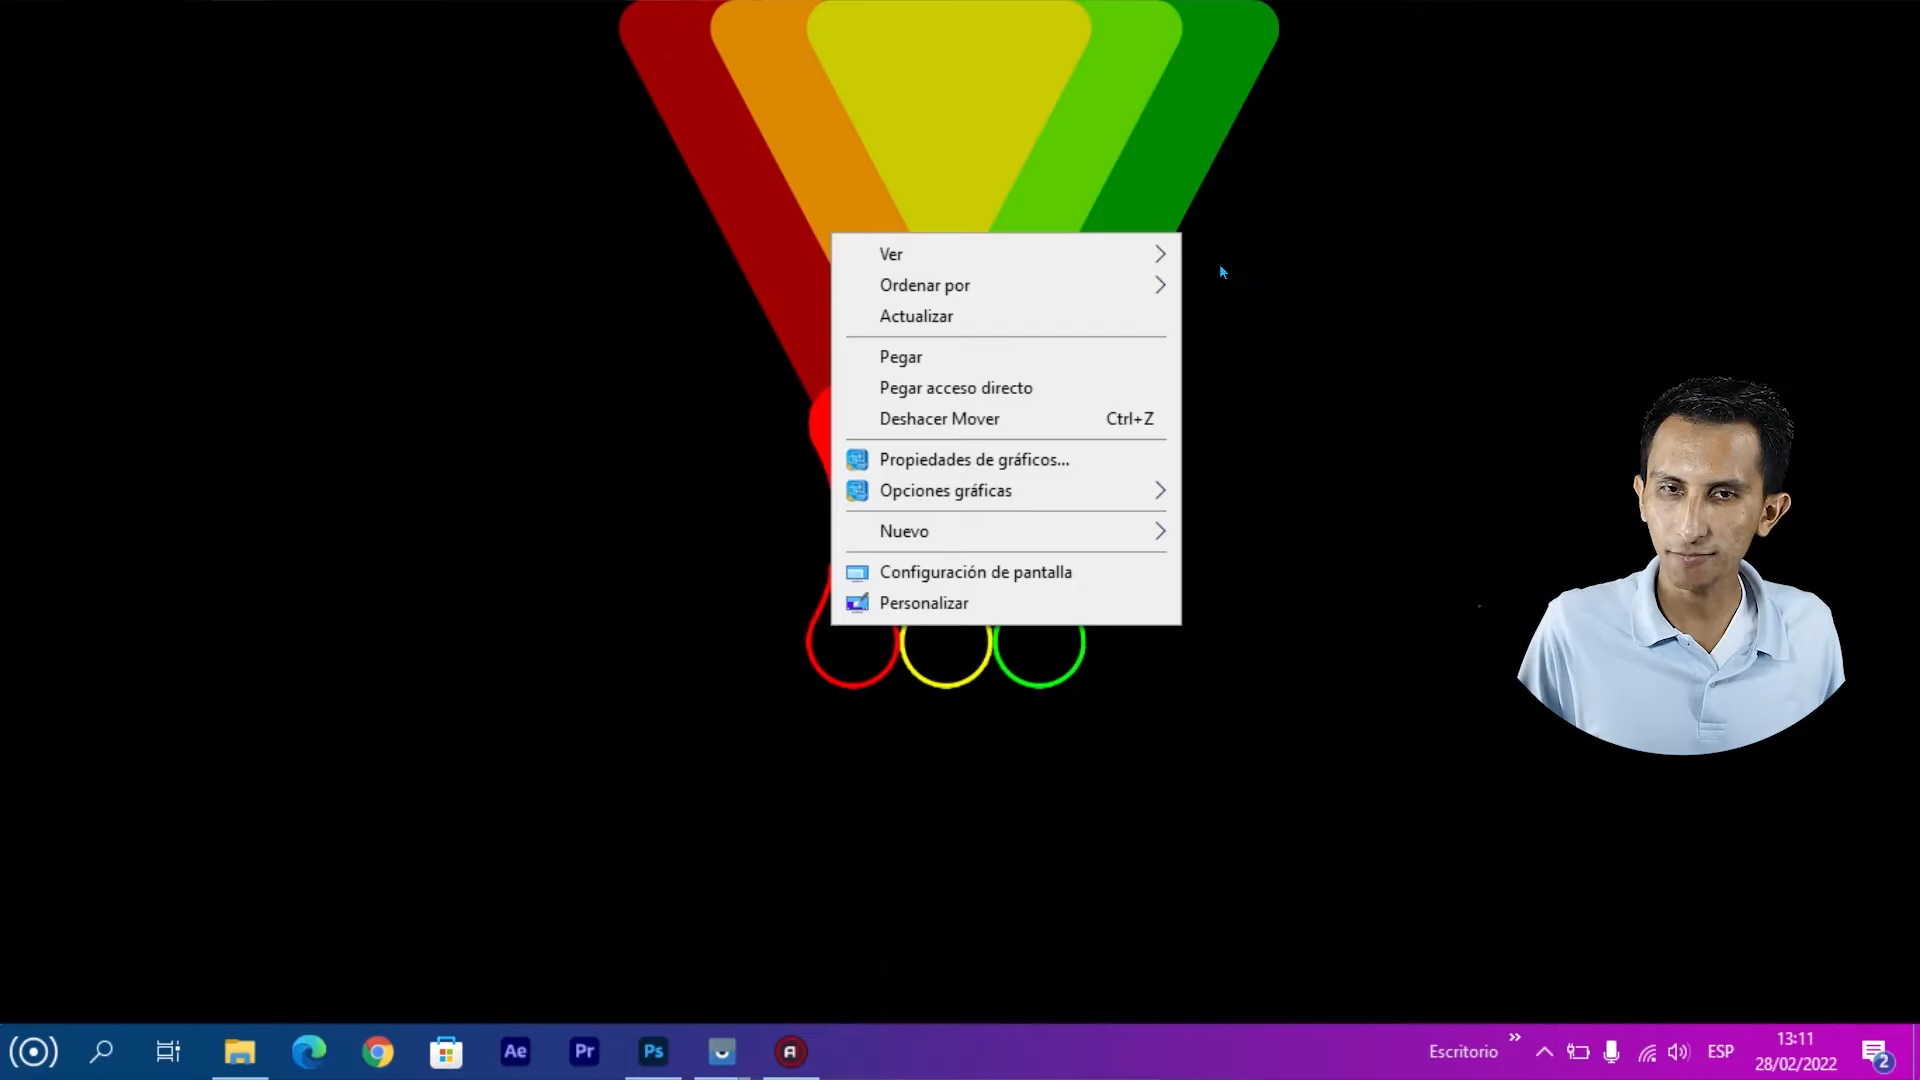 Ver
Ordenar por
Actualizar
Pegar
Pegar acceso directo
Deshacer Mover Ctrl+Z
Propiedades de gráficos...
Opciones gráficas
Nuevo
Configuración de pantalla
Personalizar
Ae Pr Ps A Escritorio ESP 13:11
28/02/2022
2